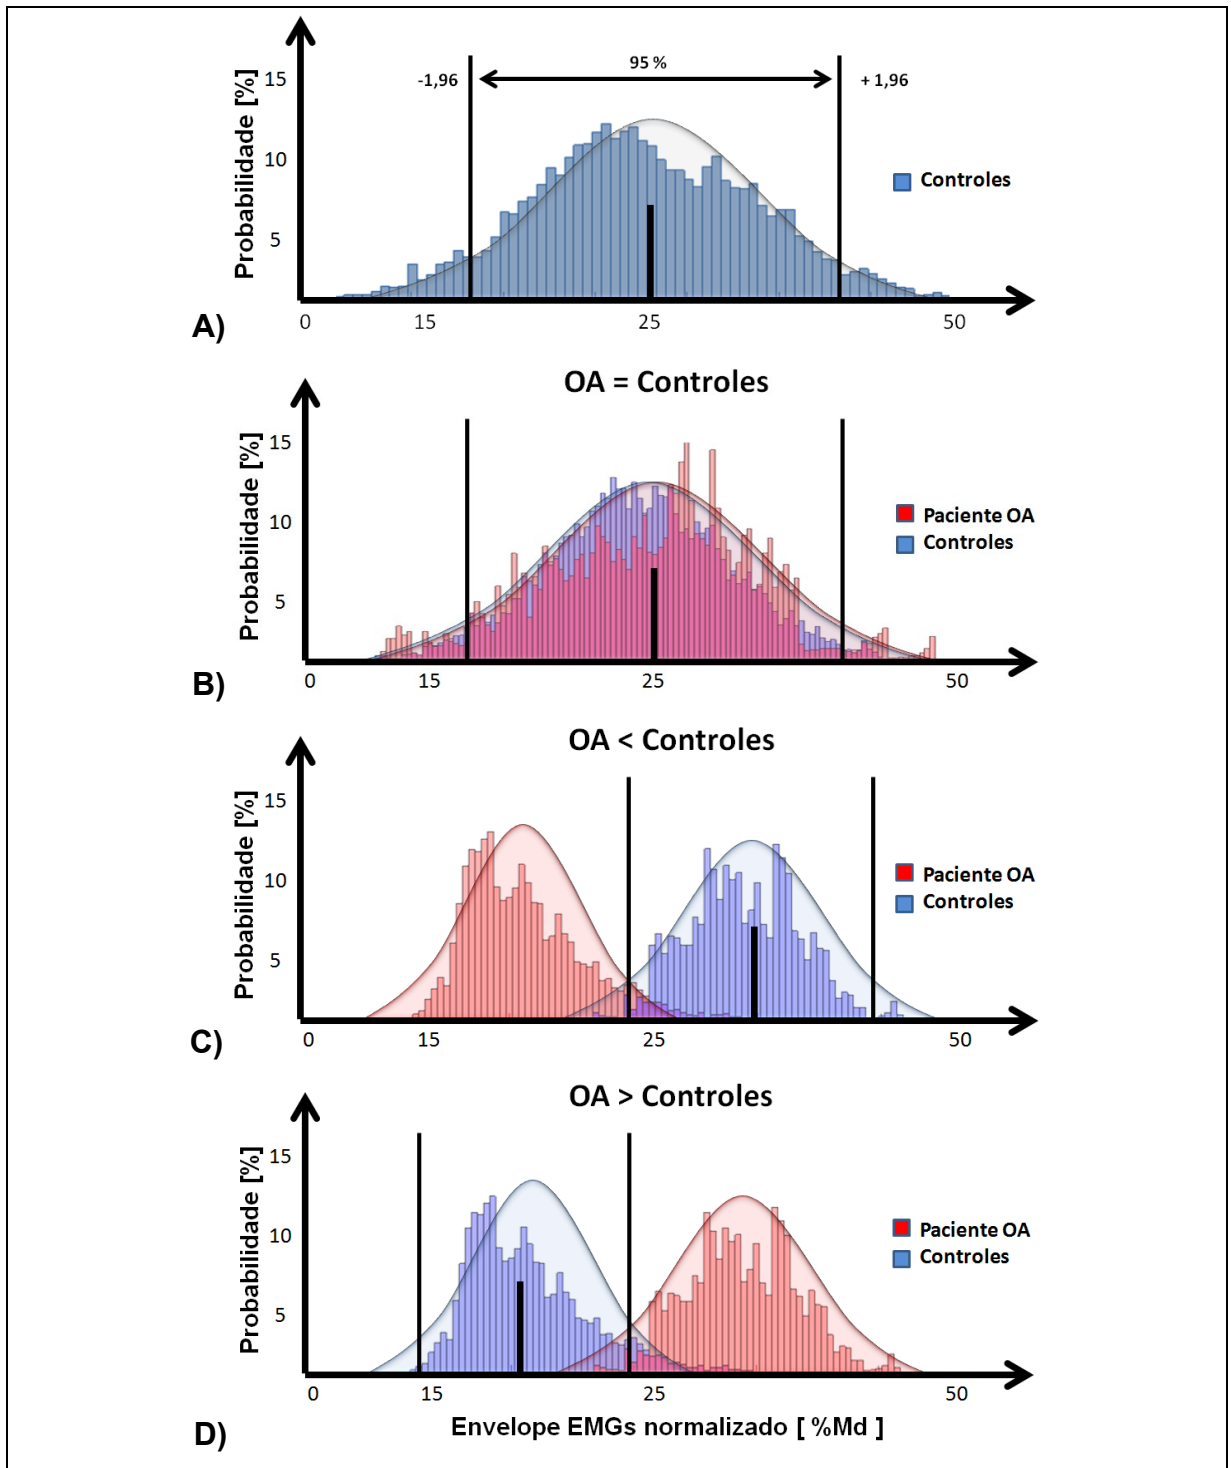 Probabilidade [%]
15
10
5
-1,96
95 %
+ 1,96
Controles
0 15 25 50
A)
OA = Controles
Probabilidade [%]
15
10
5
Paciente OA
Controles
0 15 25 50
B)
OA < Controles
Probabilidade [%]
15
10
5
Paciente OA
Controles
0 15 25 50
C)
OA > Controles
Probabilidade [%]
15
10
5
Paciente OA
Controles
0 15 25 50
Envelope EMGs normalizado [ %Md ]
D)